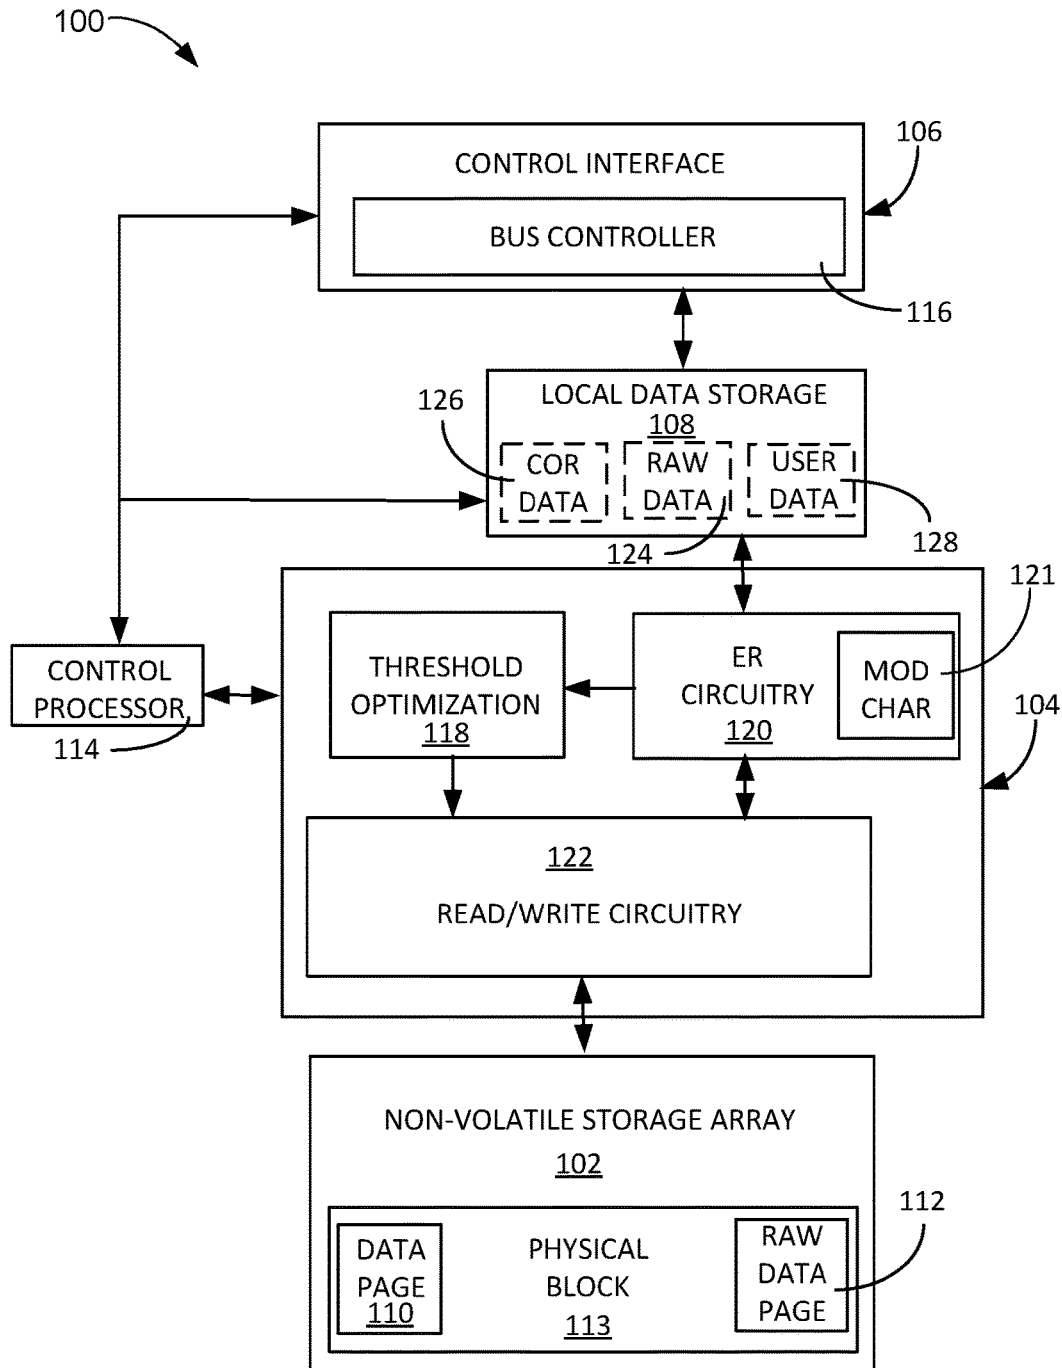 100
CONTROL INTERFACE
106
BUS CONTROLLER
116
LOCAL DATA STORAGE
108
126
COR
DATA
RAW
DATA
USER
DATA
124
128
121
CONTROL
PROCESSOR
114
THRESHOLD
OPTIMIZATION
118
ER
CIRCUITRY
120
MOD
CHAR
104
122
READ/WRITE CIRCUITRY
NON-VOLATILE STORAGE ARRAY
102
112
DATA
PAGE
110
PHYSICAL
BLOCK
113
RAW
DATA
PAGE